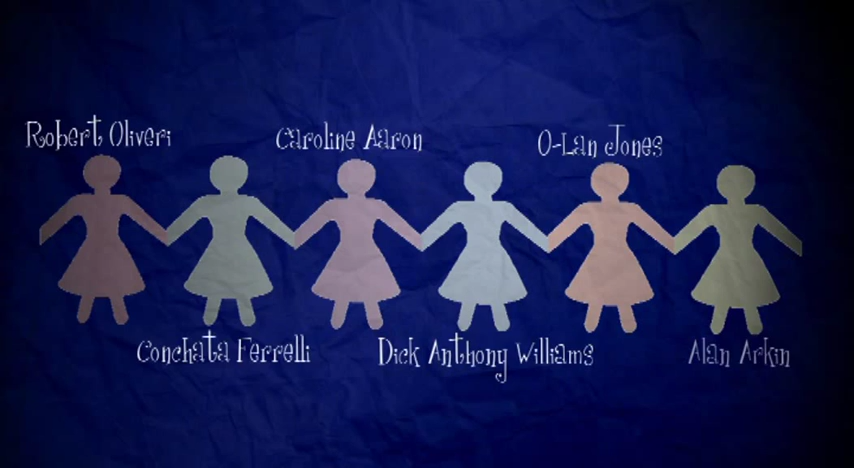 Robert Oliveri
Caroline Aaron
O-Lan Jones
Conchata Ferrelli
Dick Anthony Williams
Alan Arkin